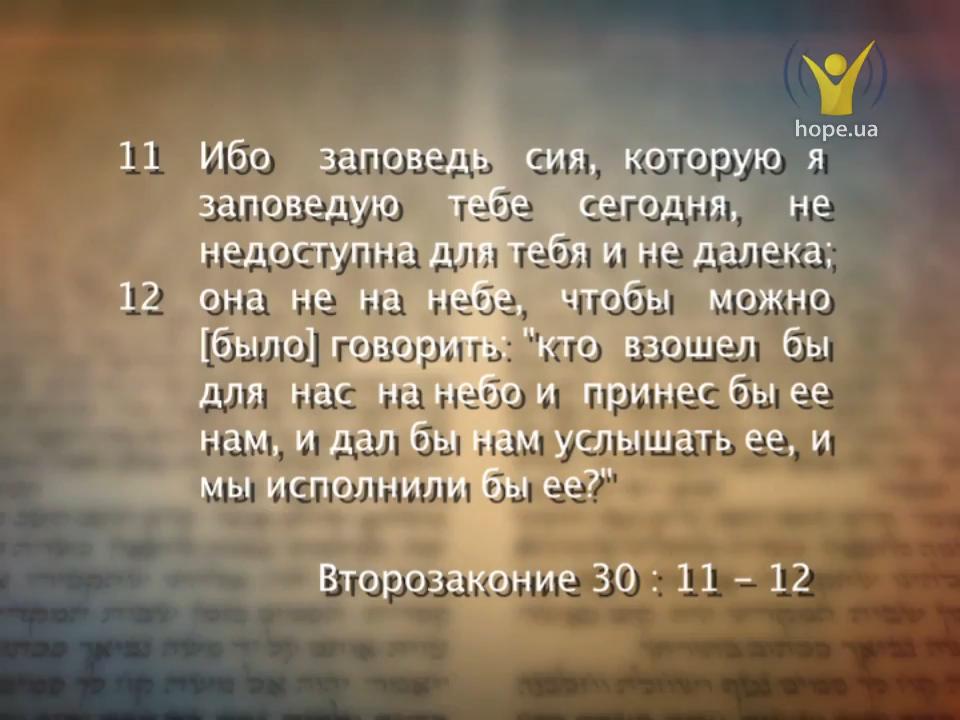 hope.ua
11 Ибо заповедь сия, которую я
заповедую тебе сегодня, не
недоступна для тебя и не далека;
12 она не на небе, чтобы можно
[было] говорить: "кто взошел бы
для нас на небо и принес бы ее
нам, и дал бы нам услышать ее, и
мы исполнили бы ее?"
Второзаконие 30 : 11 – 12